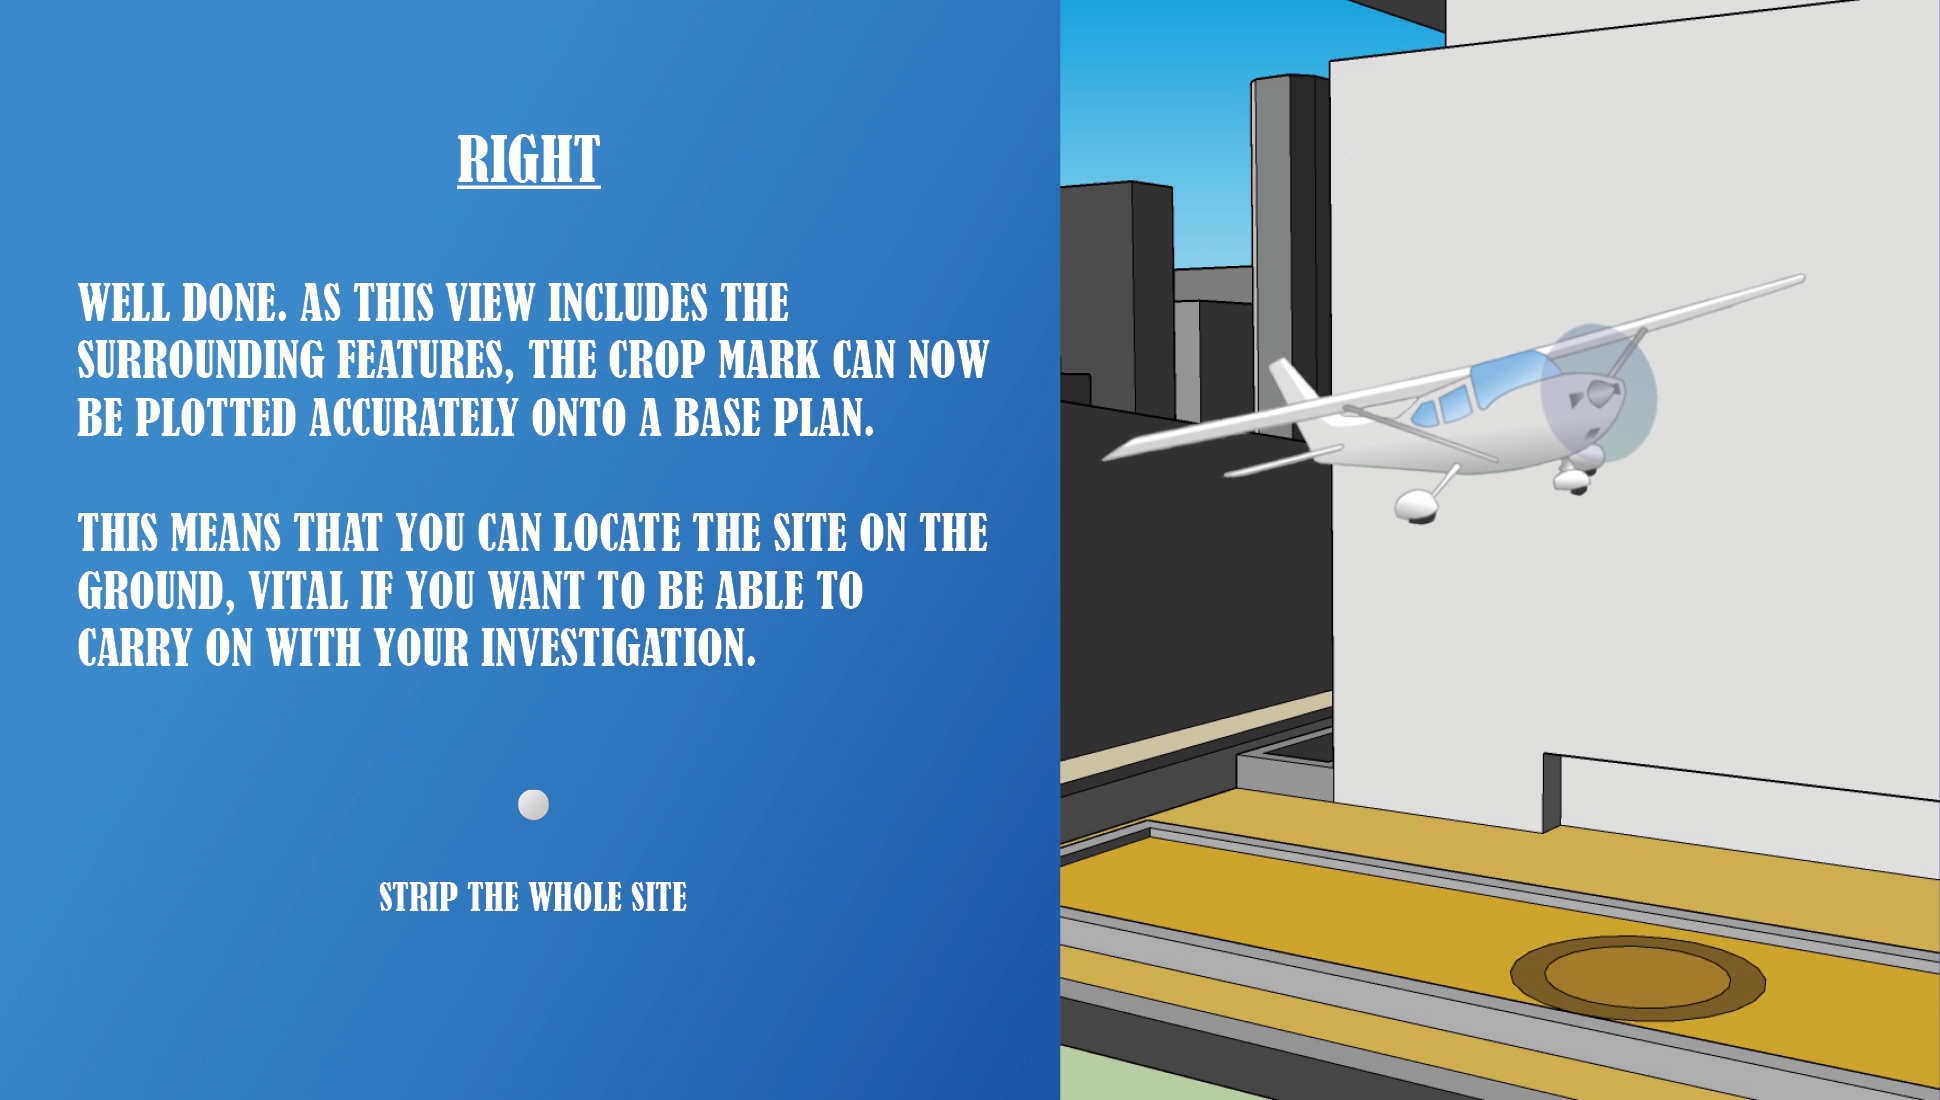 RIGHT
WELL DONE. AS THIS VIEW INCLUDES THE
SURROUNDING FEATURES, THE CROP MARK CAN NOW
BE PLOTTED ACCURATELY ONTO A BASE PLAN.
THIS MEANS THAT YOU CAN LOCATE THE SITE ON THE
GROUND, VITAL IF YOU WANT TO BE ABLE TO
CARRY ON WITH YOUR INVESTIGATION.
STRIP THE WHOLE SITE